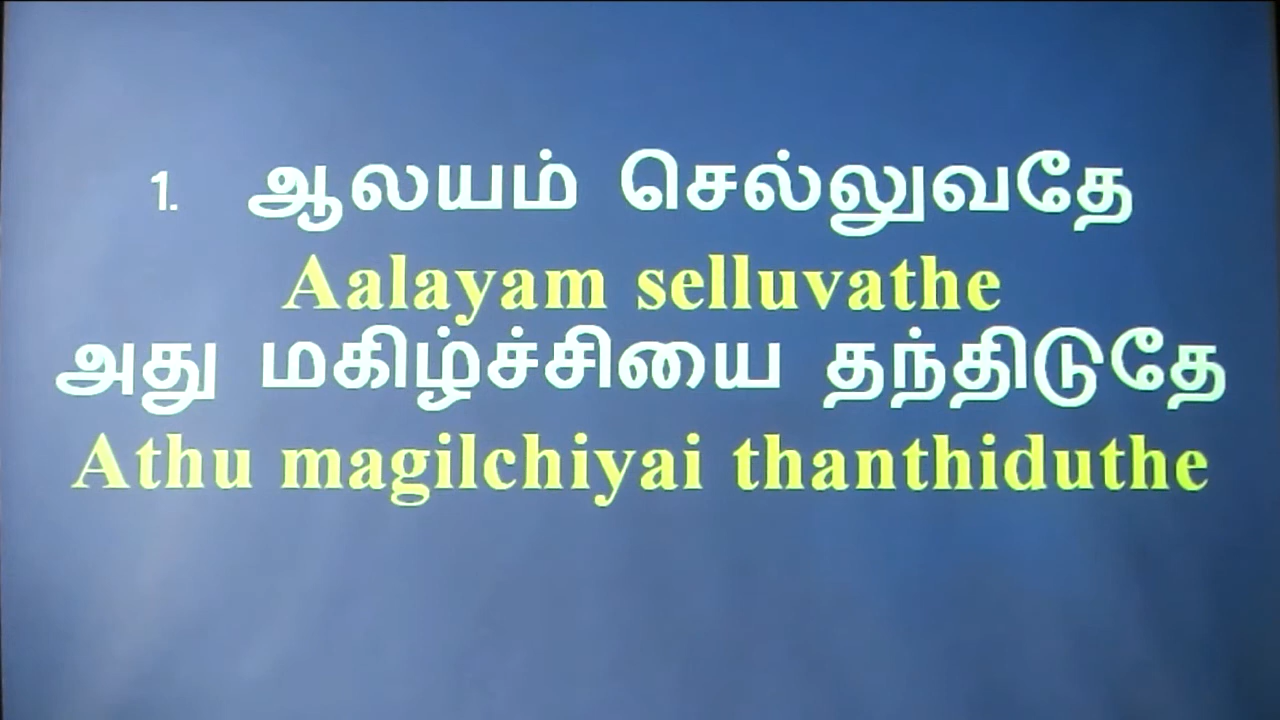 1. ஆலயம் செல்லுவதே
Aalayam selluvathe
அது மகிழ்ச்சியை தந்திடுதே
Athu magilchiyai thanthiduthe